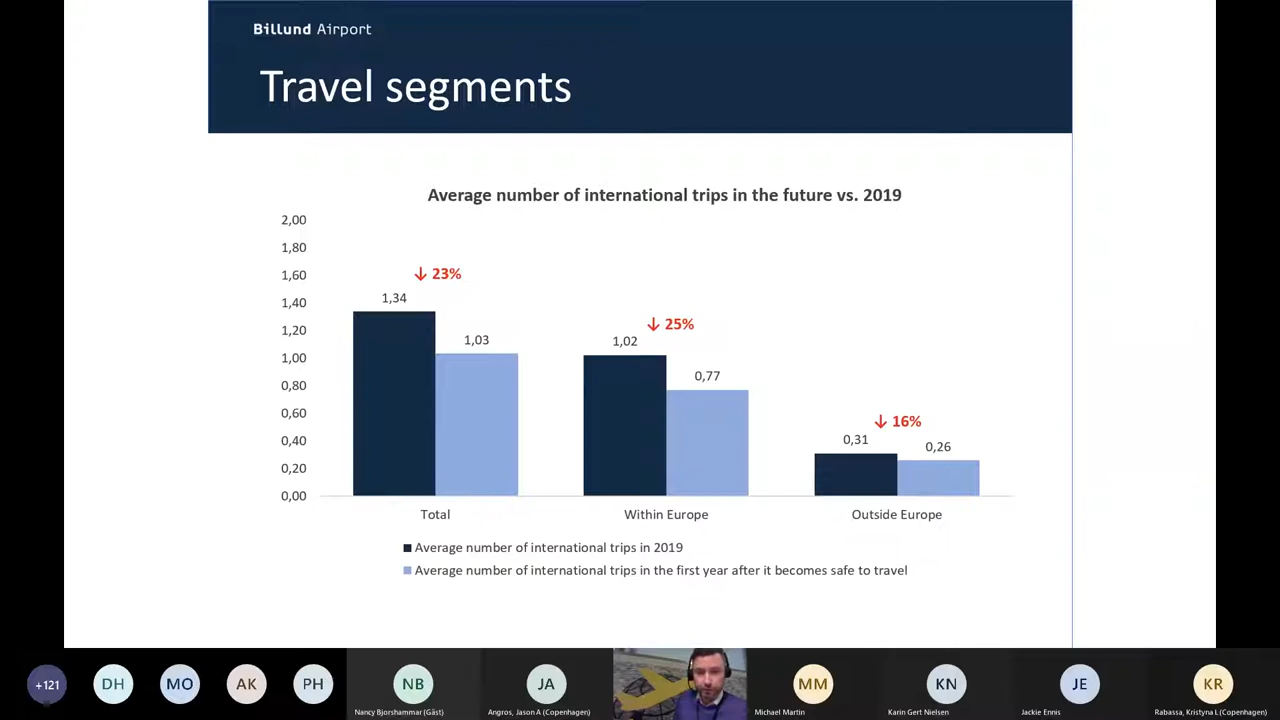 Billund Airport
Travel segments
Average number of international trips in the future vs. 2019
2,00
1,80
1,60
1,40
1,20
1,00
0,80
0,60
0,40
0,20
0,00
↓ 23%
1,34
1,03
↓ 25%
1,02
0,77
↓ 16%
0,31
0,26
Total
Within Europe
Outside Europe
Average number of international trips in 2019
Average number of international trips in the first year after it becomes safe to travel
+121
DH
MO
AK
PH
NB
JA
MM
KN
JE
KR
Nancy Bjorshammar (Gäst)
Angros, Jason A (Copenhagen)
Michael Martin
Karin Gert Nielsen
Jackie Ennis
Rabassa, Kristyna L (Copenhagen)